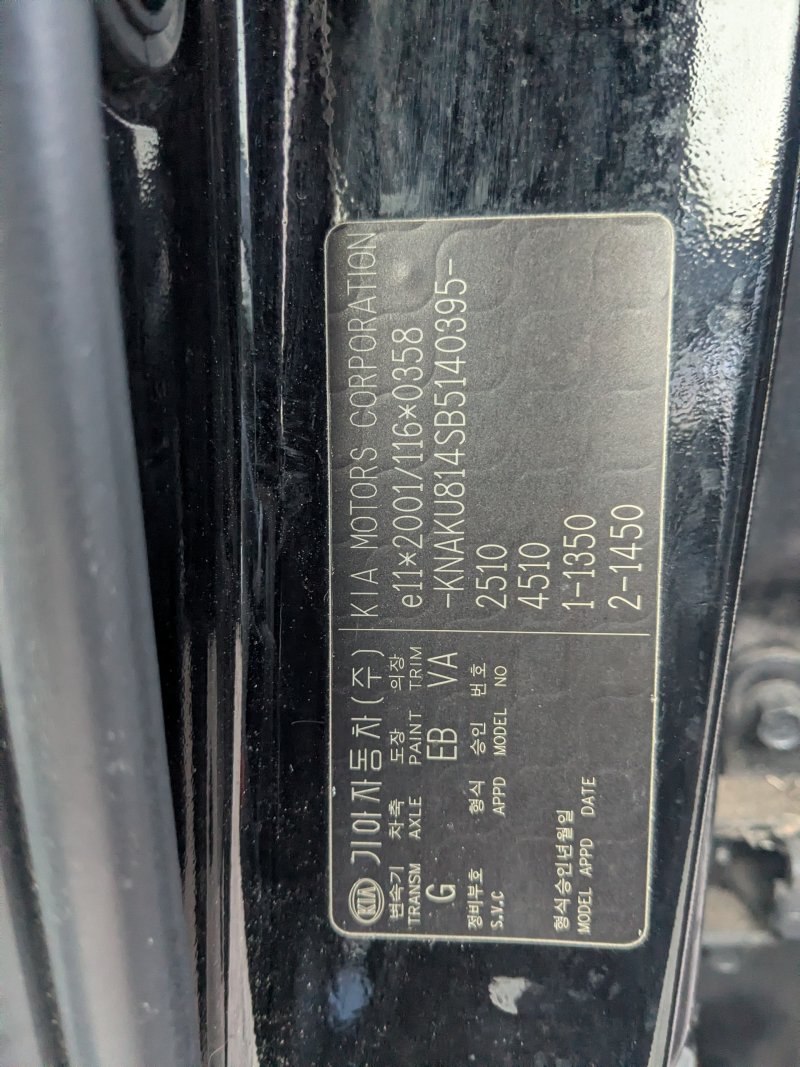 KIA 기아자동차(주) KIA MOTORS CORPORATION
변속기 차축 도장 의장
TRANSM AXLE PAINT TRIM
G EB VA
e11*2001/116*0358
-KNAKU814SB5140395-
정비부호 형식 승인 번호
S.V.C APPD MODEL NO
2510
4510
형식승인년월일
MODEL APPD DATE
1-1350
2-1450